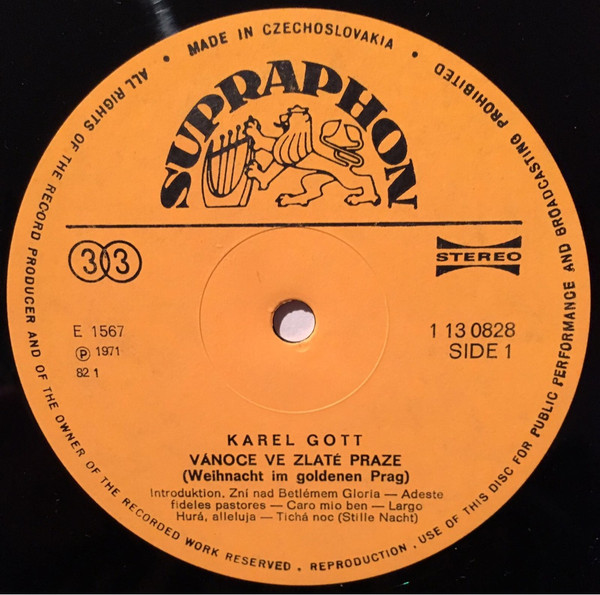 • MADE IN CZECHOSLOVAKIA •
ALL RIGHTS OF THE RECORD PRODUCER AND OF THE OWNER OF THE RECORDED WORK RESERVED. REPRODUCTION. USE OF THIS DISC FOR PUBLIC PERFORMANCE AND BROADCASTING PROHIBITED
SUPRAPHON
33
STEREO
E 1567
1 13 0828
Ⓟ 1971
SIDE 1
82 1
KAREL GOTT
VÁNOCE VE ZLATÉ PRAZE
(Weihnacht im goldenen Prag)
Introduktion. Zní nad Betlémem Gloria — Adeste
fideles pastores — Caro mio ben — Largo
Hurá, alleluja — Tichá noc (Stille Nacht)